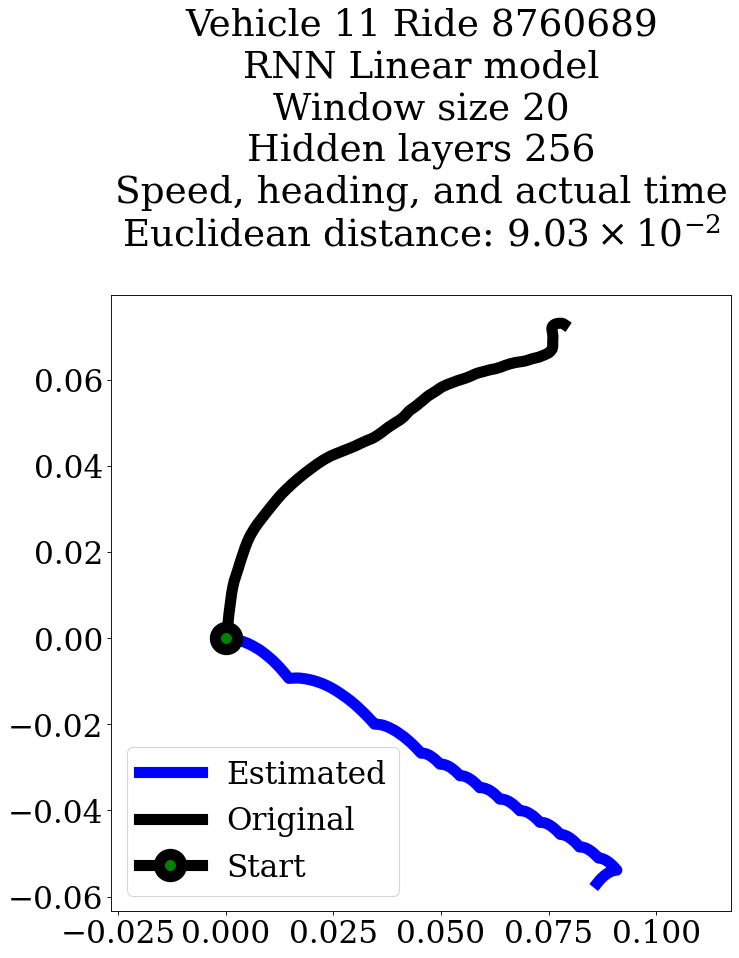 Vehicle 11 Ride 8760689
RNN Linear model
Window size 20
Hidden layers 256
Speed, heading, and actual time
Euclidean distance: 9.03 × 10⁻²
0.06
0.04
0.02
0.00
−0.02
−0.04
−0.06
Estimated
Original
Start
−0.025 0.000 0.025 0.050 0.075 0.100